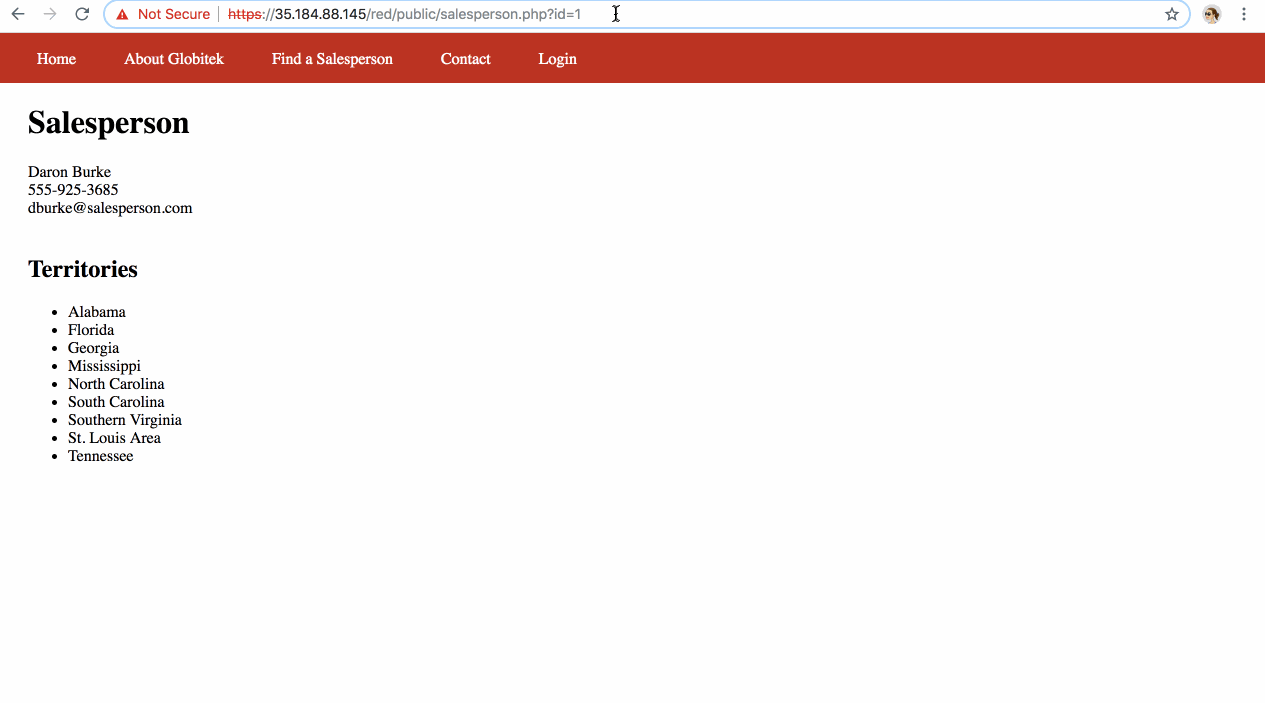 Not Secure https://35.184.88.145/red/public/salesperson.php?id=1
Home About Globitek Find a Salesperson Contact Login
Salesperson
Daron Burke
555-925-3685
dburke@salesperson.com
Territories
Alabama
Florida
Georgia
Mississippi
North Carolina
South Carolina
Southern Virginia
St. Louis Area
Tennessee